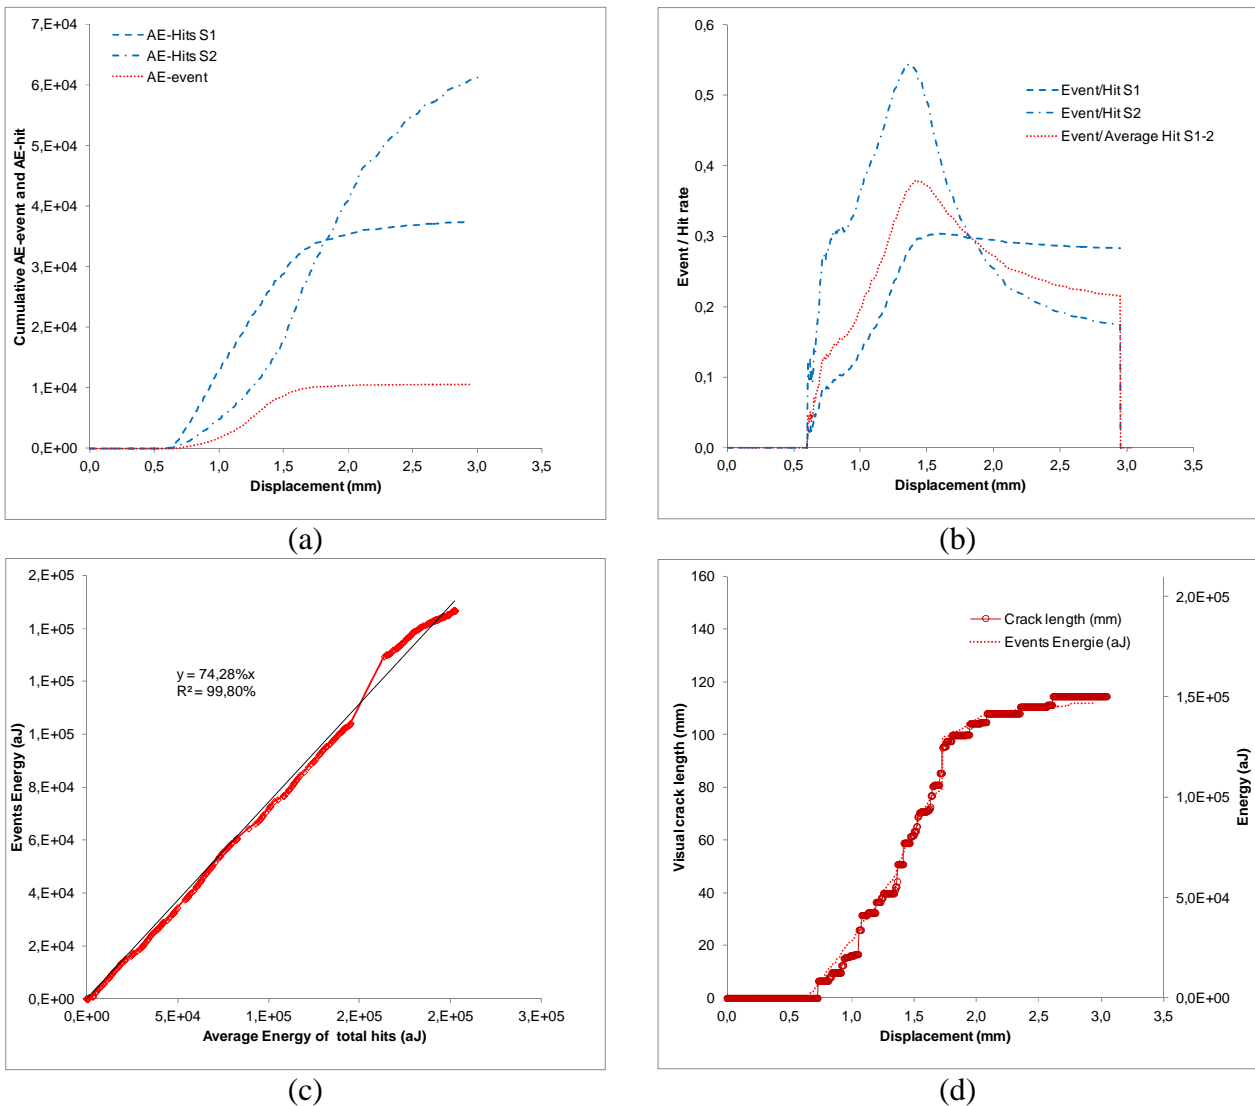 7,E+04
6,E+04
5,E+04
4,E+04
3,E+04
2,E+04
1,E+04
0,E+00
Cumulative AE-event and AE-hit
AE-Hits S1
AE-Hits S2
AE-event
0,0 0,5 1,0 1,5 2,0 2,5 3,0 3,5
Displacement (mm)
(a)
0,6
0,5
0,4
0,3
0,2
0,1
0,0
Event / Hit rate
Event/Hit S1
Event/Hit S2
Event/ Average Hit S1-2
0,0 0,5 1,0 1,5 2,0 2,5 3,0 3,5
Displacement (mm)
(b)
2,E+05
1,E+05
1,E+05
1,E+05
8,E+04
6,E+04
4,E+04
2,E+04
0,E+00
Events Energy (aJ)
y = 74,28%x
R² = 99,80%
0,E+00 5,E+04 1,E+05 2,E+05 2,E+05 3,E+05
Average Energy of total hits (aJ)
(c)
160
140
120
100
80
60
40
20
0
Visual crack length (mm)
Crack length (mm)
Events Energie (aJ)
2,0E+05
1,5E+05
1,0E+05
5,0E+04
0,0E+00
Energy (aJ)
0,0 0,5 1,0 1,5 2,0 2,5 3,0 3,5
Displacement (mm)
(d)